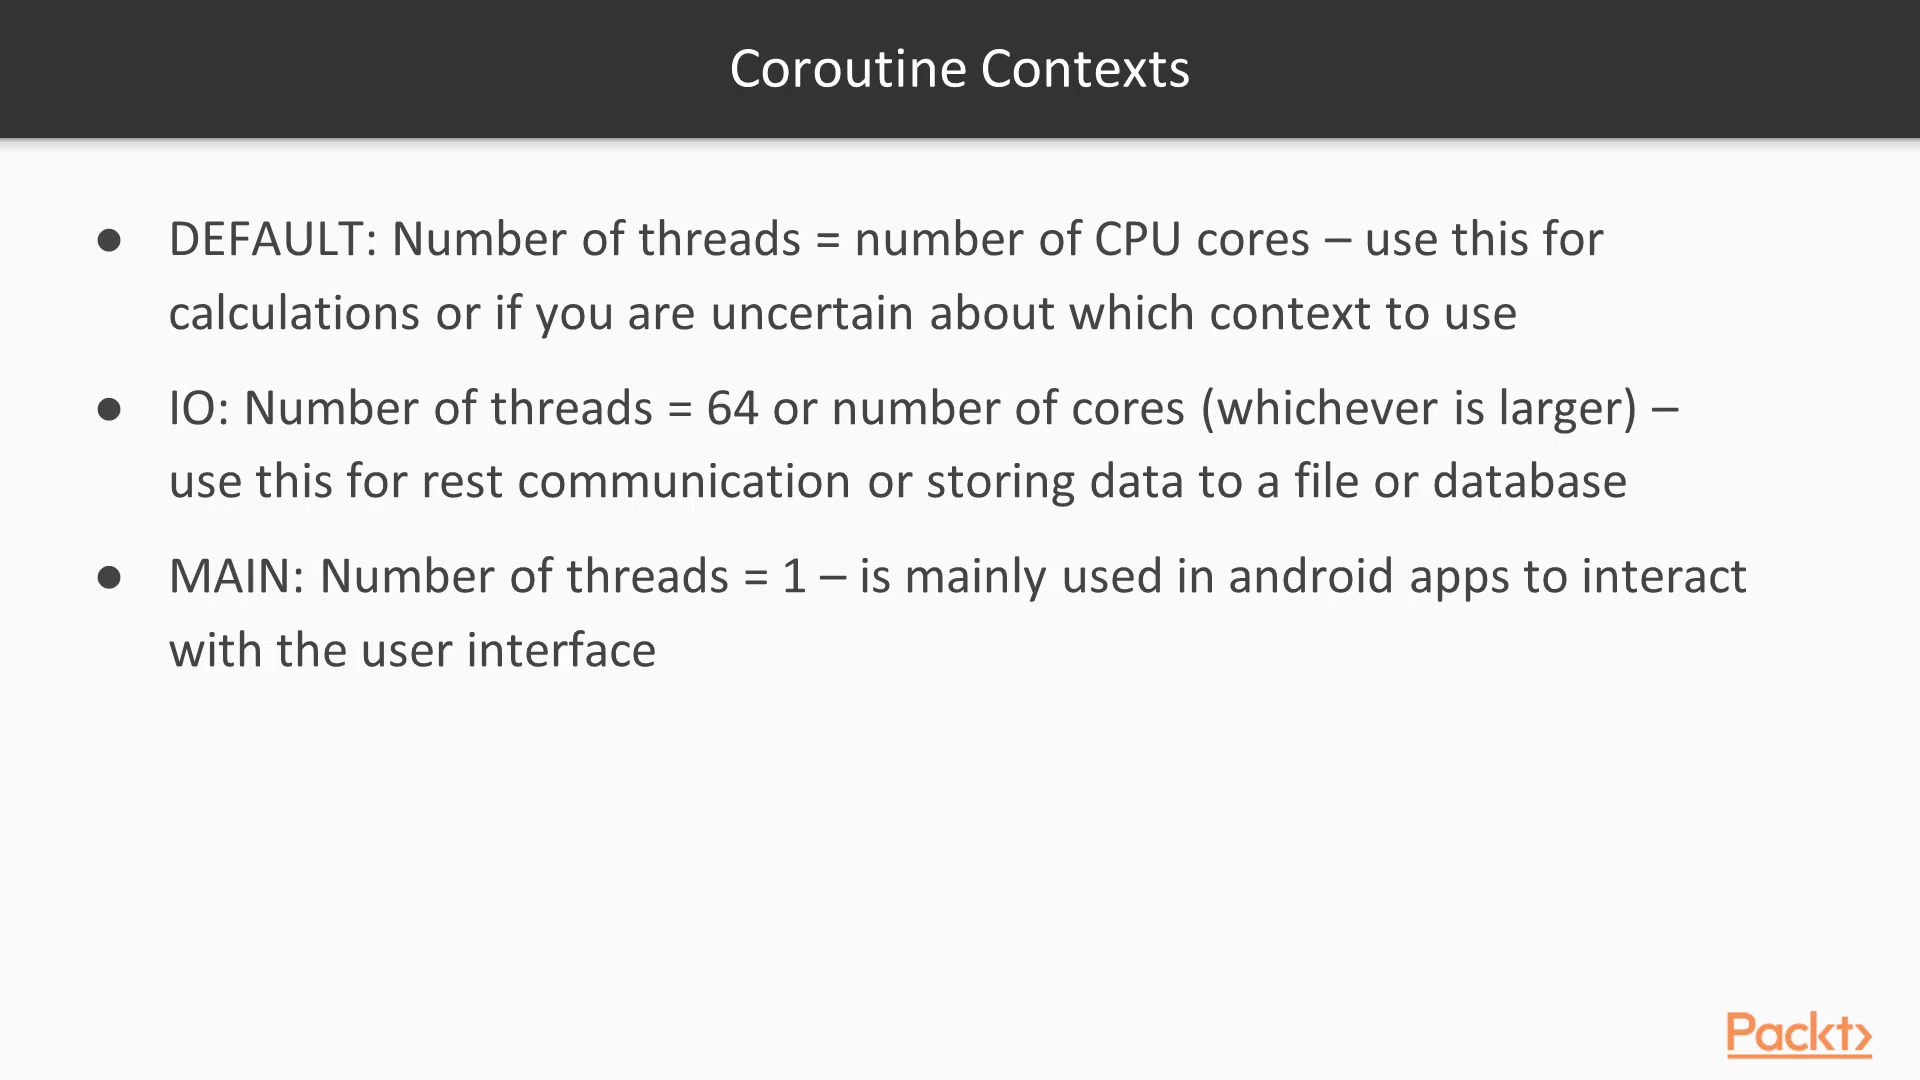 Coroutine Contexts
● DEFAULT: Number of threads = number of CPU cores – use this for
calculations or if you are uncertain about which context to use
● IO: Number of threads = 64 or number of cores (whichever is larger) –
use this for rest communication or storing data to a file or database
● MAIN: Number of threads = 1 – is mainly used in android apps to interact
with the user interface
Packt>